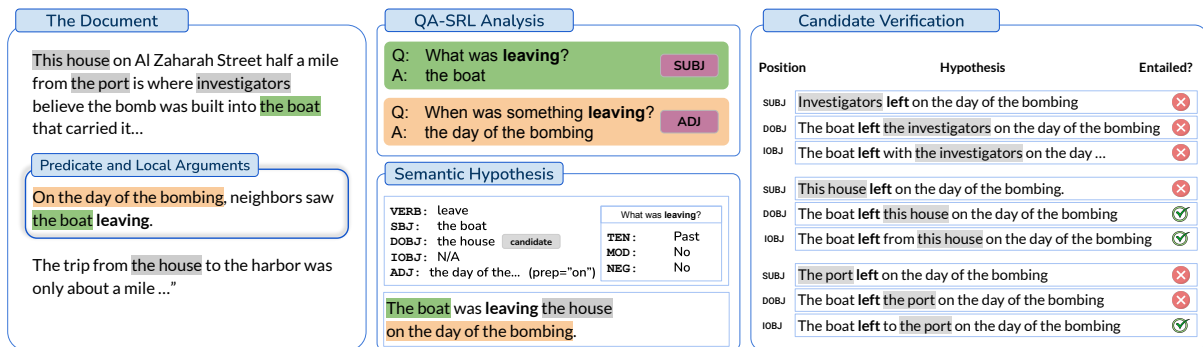 The Document
This house on Al Zaharah Street half a mile
from the port is where investigators
believe the bomb was built into the boat
that carried it…
Predicate and Local Arguments
On the day of the bombing, neighbors saw
the boat leaving.
The trip from the house to the harbor was
only about a mile …”
QA-SRL Analysis
Q: What was leaving?
A: the boat
SUBJ
Q: When was something leaving?
A: the day of the bombing
ADJ
Semantic Hypothesis
VERB: leave
SBJ: the boat
DOBJ: the house candidate
IOBJ: N/A
ADJ: the day of the… (prep="on")
What was leaving?
TEN: Past
MOD: No
NEG: No
The boat was leaving the house
on the day of the bombing.
Candidate Verification
Position Hypothesis Entailed?
SUBJ Investigators left on the day of the bombing
DOBJ The boat left the investigators on the day of the bombing
IOBJ The boat left with the investigators on the day …
SUBJ This house left on the day of the bombing.
DOBJ The boat left this house on the day of the bombing
IOBJ The boat left from this house on the day of the bombing
SUBJ The port left on the day of the bombing
DOBJ The boat left the port on the day of the bombing
IOBJ The boat left to the port on the day of the bombing